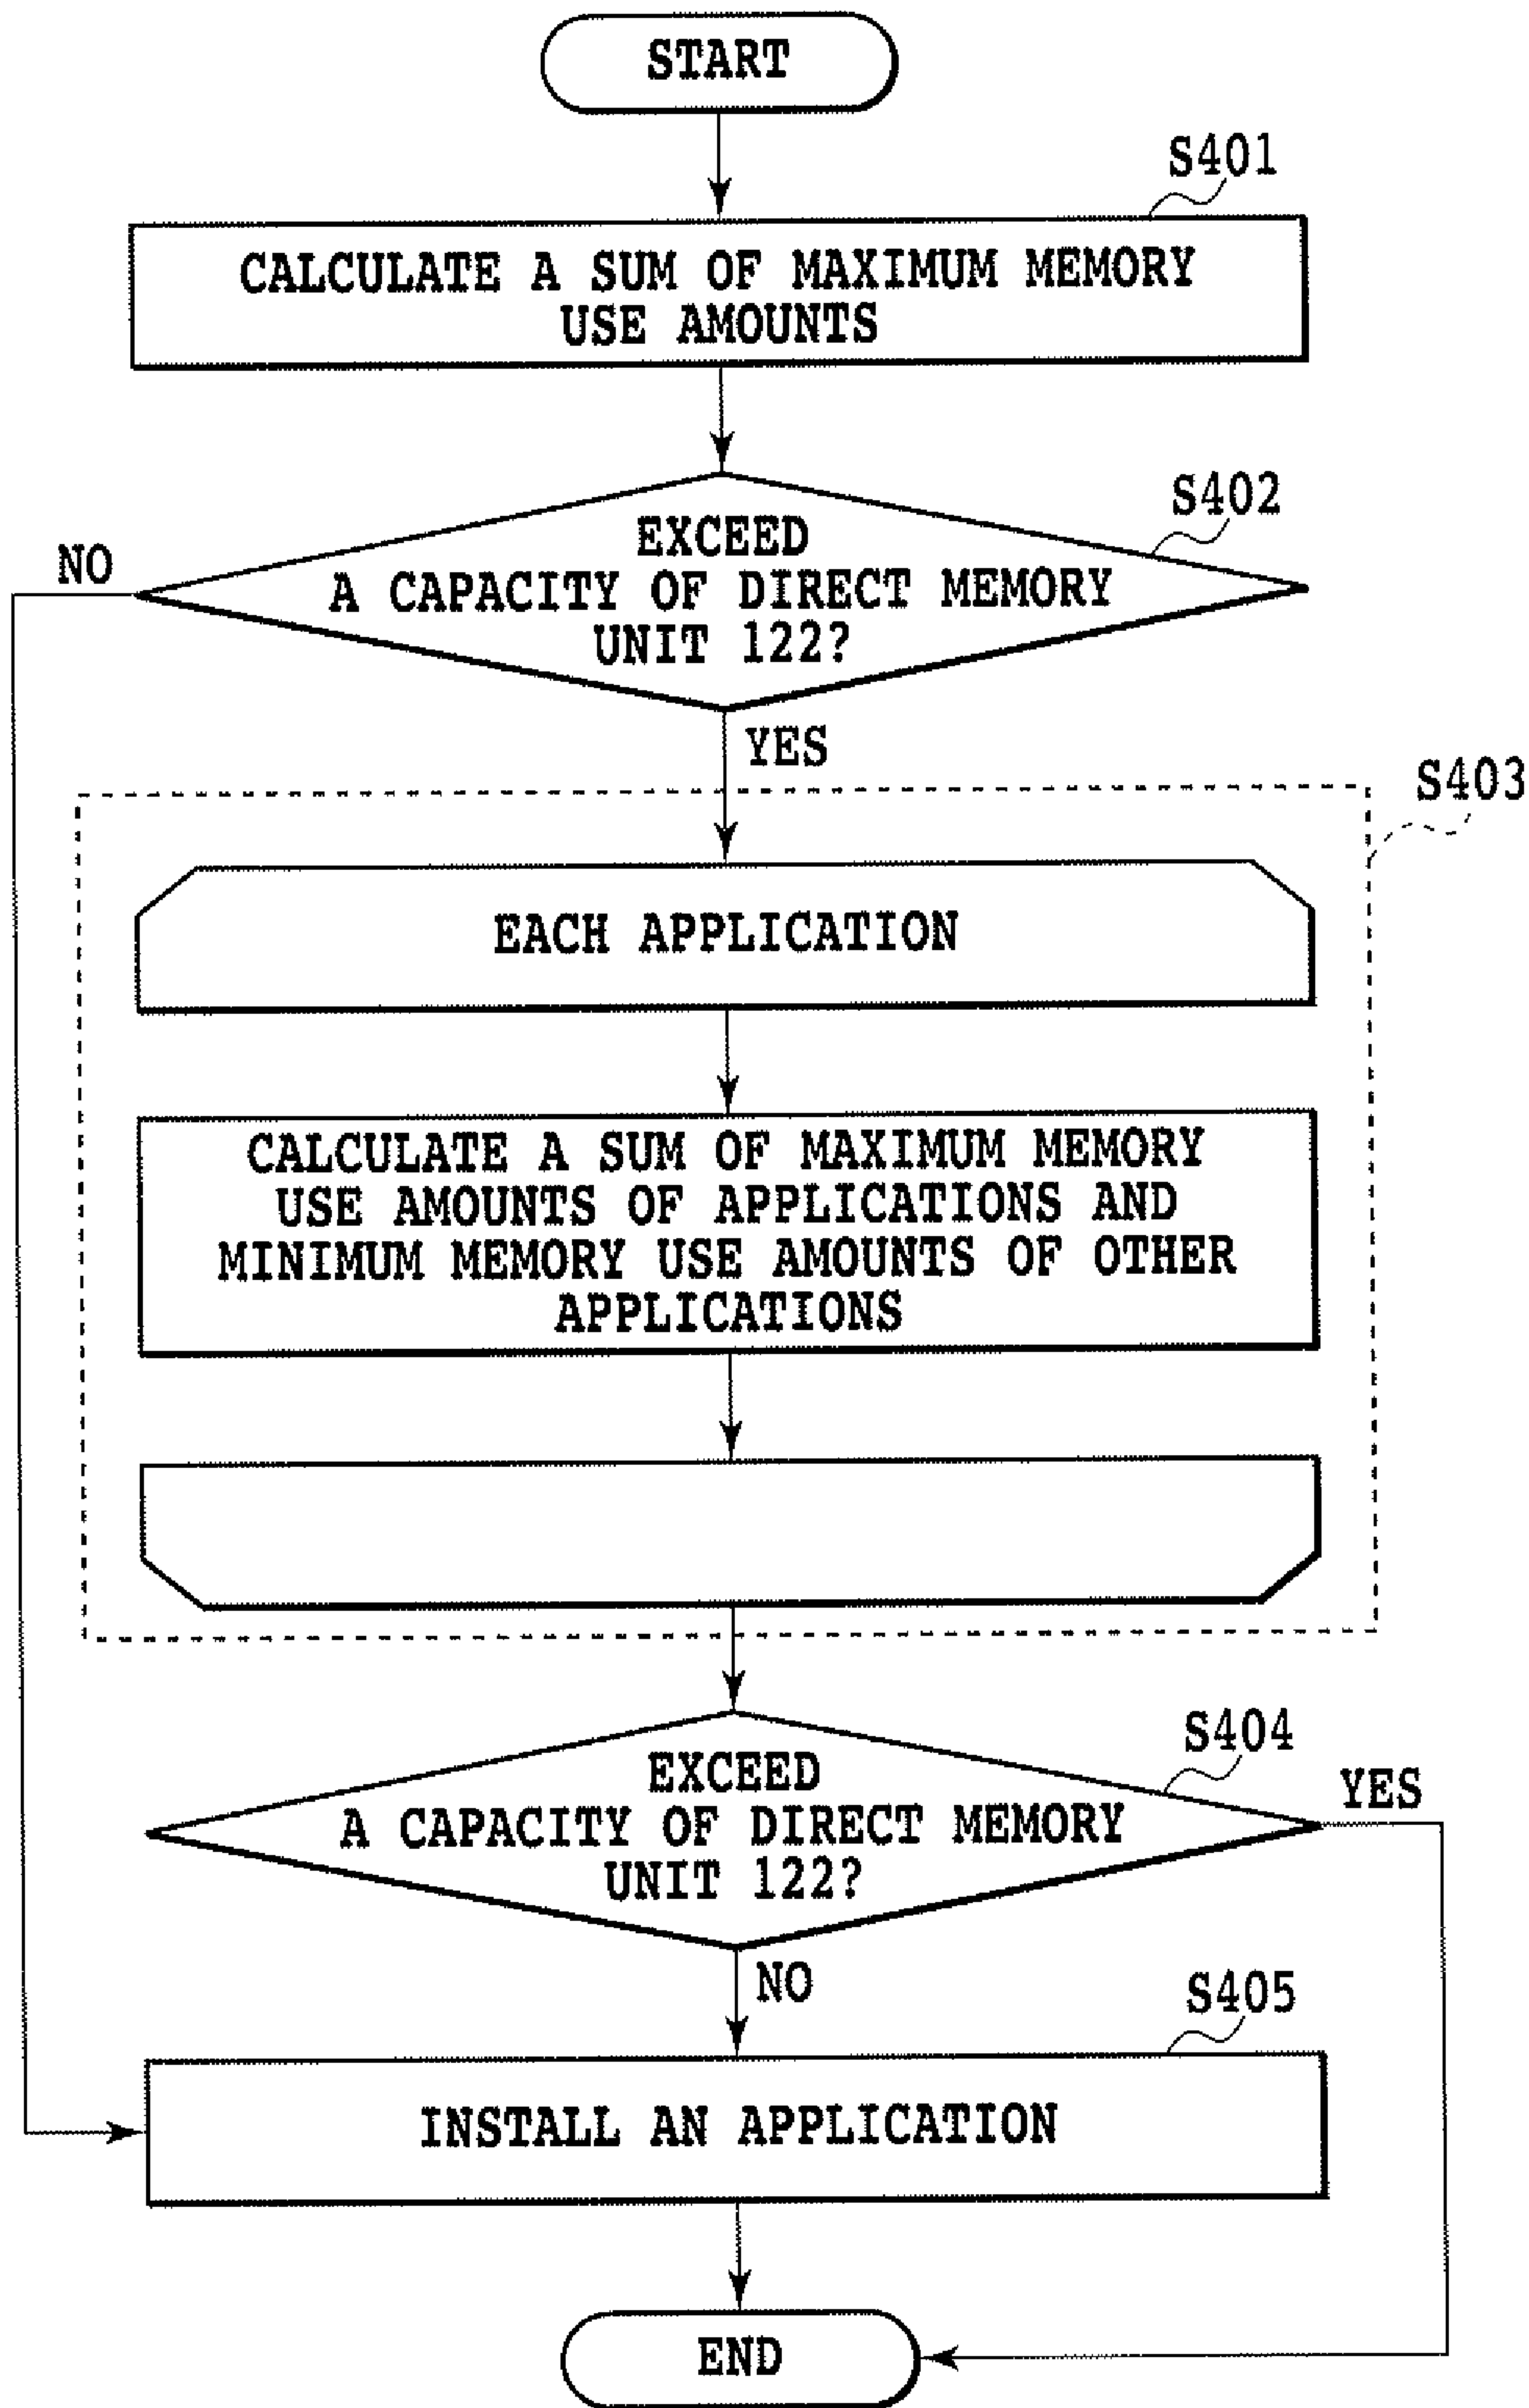 START
S401
CALCULATE A SUM OF MAXIMUM MEMORY
USE AMOUNTS
S402
EXCEED
A CAPACITY OF DIRECT MEMORY
UNIT 122?
NO
YES
S403
EACH APPLICATION
CALCULATE A SUM OF MAXIMUM MEMORY
USE AMOUNTS OF APPLICATIONS AND
MINIMUM MEMORY USE AMOUNTS OF OTHER
APPLICATIONS
S404
EXCEED
A CAPACITY OF DIRECT MEMORY
UNIT 122?
YES
NO
S405
INSTALL AN APPLICATION
END